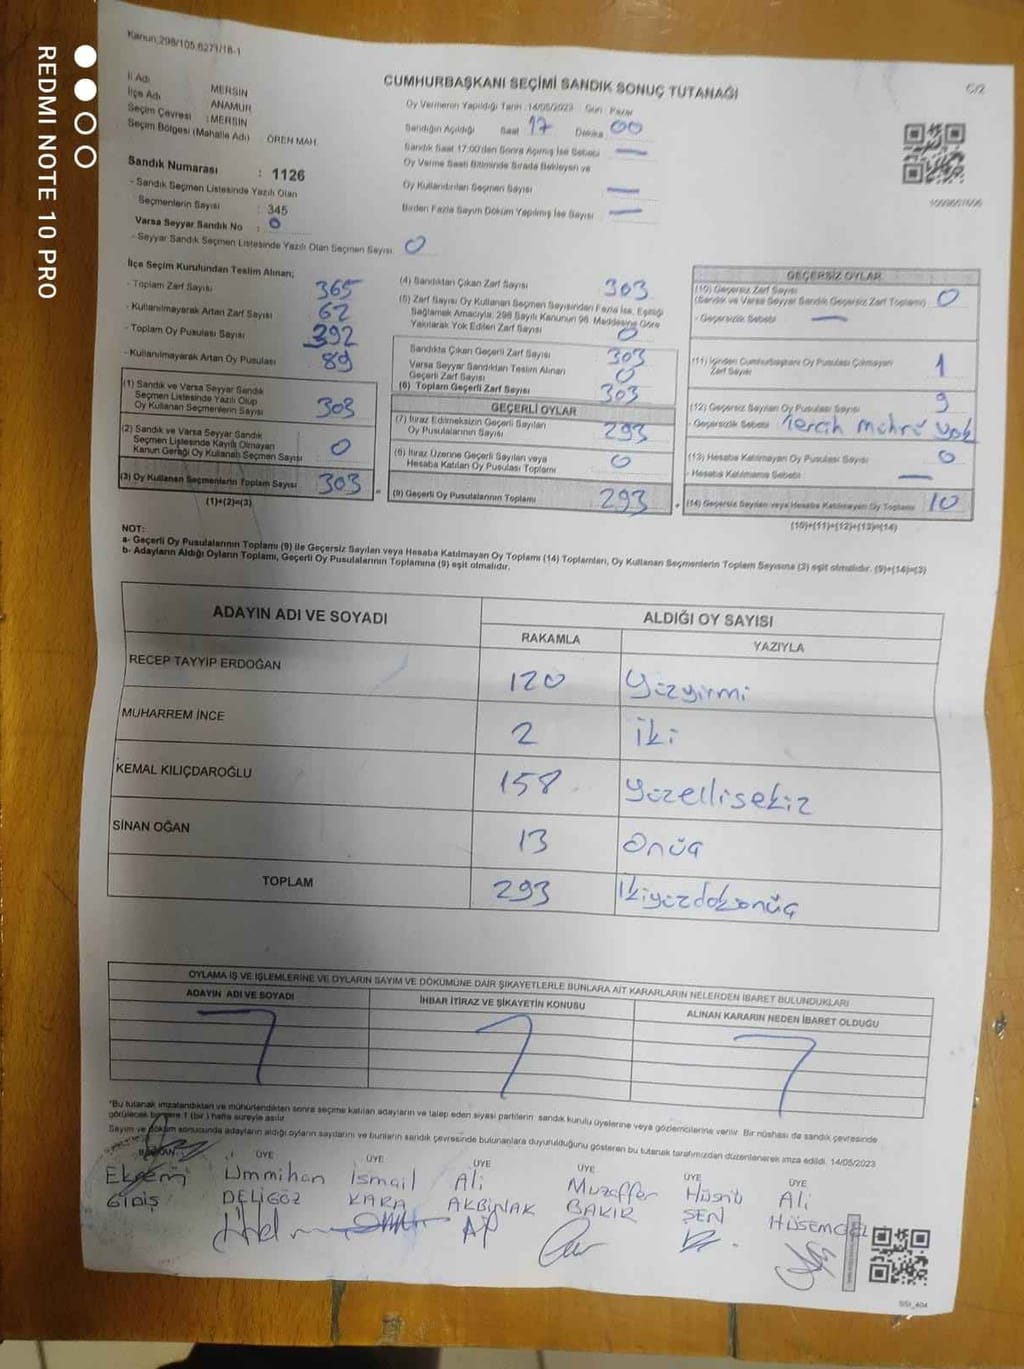 REDMI NOTE 10 PRO
Kanun;298/105,6271/18-1
İl Adı MERSİN
İlçe Adı ANAMUR
Seçim Çevresi : MERSİN
Seçim Bölgesi (Mahalle Adı) ÖREN MAH.
Sandık Numarası : 1126
- Sandık Seçmen Listesinde Yazılı Olan
Seçmenlerin Sayısı : 345
Varsa Seyyar Sandık No : 0
- Seyyar Sandık Seçmen Listesinde Yazılı Olan Seçmen Sayısı: 0
CUMHURBAŞKANI SEÇİMİ SANDIK SONUÇ TUTANAĞI
C/2
Oy Vermenin Yapıldığı Tarih : 14/05/2023 Gün : Pazar
Sandığın Açıldığı Saat 17 Dakika 00
Sandık Saat 17:00'den Sonra Açılmış İse Sebebi —
Oy Verme Saati Bitiminde Sırada Bekleyen ve
Oy Kullandırılan Seçmen Sayısı —
Birden Fazla Sayım Döküm Yapılmış İse Sayısı —
İlçe Seçim Kurulundan Teslim Alınan;
- Toplam Zarf Sayısı 365
- Kullanılmayarak Artan Zarf Sayısı 62
- Toplam Oy Pusulası Sayısı 392
- Kullanılmayarak Artan Oy Pusulası 89
(1) Sandık ve Varsa Seyyar Sandık
Seçmen Listesinde Yazılı Olup
Oy Kullanan Seçmenlerin Sayısı 303
(2) Sandık ve Varsa Seyyar Sandık
Seçmen Listesinde Kayıtlı Olmayan
Kanun Gereği Oy Kullanan Seçmen Sayısı 0
(3) Oy Kullanan Seçmenlerin Toplam Sayısı 303
(1)+(2)=(3)
(4) Sandıktan Çıkan Zarf Sayısı 303
(5) Zarf Sayısı Oy Kullanan Seçmen Sayısından Fazla İse, Eşitliği
Sağlamak Amacıyla; 298 Sayılı Kanunun 98. Maddesine Göre
Yakılarak Yok Edilen Zarf Sayısı 0
Sandıkta Çıkan Geçerli Zarf Sayısı 303
Varsa Seyyar Sandıktan Teslim Alınan
Geçerli Zarf Sayısı 0
(6) Toplam Geçerli Zarf Sayısı 303
GEÇERLİ OYLAR
(7) İtiraz Edilmeksizin Geçerli Sayılan
Oy Pusulalarının Sayısı 293
(8) İtiraz Üzerine Geçerli Sayılan veya
Hesaba Katılan Oy Pusulası Toplamı 0
(9) Geçerli Oy Pusulalarının Toplamı 293
GEÇERSİZ OYLAR
(10) Geçersiz Zarf Sayısı
(Sandık ve Varsa Seyyar Sandık Geçersiz Zarf Toplamı) 0
- Geçersizlik Sebebi —
(11) İçinden Cumhurbaşkanı Oy Pusulası Çıkmayan
Zarf Sayısı 1
(12) Geçersiz Sayılan Oy Pusulası Sayısı 9
- Geçersizlik Sebebi Tercih Mührü yok
(13) Hesaba Katılmayan Oy Pusulası Sayısı 0
- Hesaba Katılmama Sebebi : —
(14) Geçersiz Sayılan veya Hesaba Katılmayan Oy Toplamı 10
(10)+(11)+(12)+(13)=(14)
NOT:
a- Geçerli Oy Pusulalarının Toplamı (9) ile Geçersiz Sayılan veya Hesaba Katılmayan Oy Toplamı (14) Toplamları, Oy Kullanan Seçmenlerin Toplam Sayısına (3) eşit olmalıdır. (9)+(14)=(3)
b- Adayların Aldığı Oyların Toplamı, Geçerli Oy Pusulalarının Toplamına (9) eşit olmalıdır.
ADAYIN ADI VE SOYADI ALDIĞI OY SAYISI
RAKAMLA YAZIYLA
RECEP TAYYİP ERDOĞAN 120 Yüzyirmi
MUHARREM İNCE 2 iki
KEMAL KILIÇDAROĞLU 158 Yüzellisekiz
SİNAN OĞAN 13 Onüç
TOPLAM 293 İkiyüzdoksanüç
OYLAMA İŞ VE İŞLEMLERİNE VE OYLARIN SAYIM VE DÖKÜMÜNE DAİR ŞİKAYETLERLE BUNLARA AİT KARARLARIN NELERDEN İBARET BULUNDUKLARI
ADAYIN ADI VE SOYADI İHBAR İTİRAZ VE ŞİKAYETİN KONUSU ALINAN KARARIN NEDEN İBARET OLDUĞU
*Bu tutanak imzalandıktan ve mühürlendikten sonra seçime katılan adayların ve talep eden siyasi partilerin sandık kurulu üyelerine veya gözlemcilerine verilir. Bir nüshası da sandık çevresinde
görülecek bir yere 1 (bir) hafta süreyle asılır.
Sayım ve döküm sonucunda adayların aldığı oyların sayılarını ve bunların sandık çevresinde bulunanlara duyurulduğunu gösteren bu tutanak tarafımızdan düzenlenerek imza edildi. 14/05/2023
BAŞKAN ÜYE ÜYE ÜYE ÜYE ÜYE ÜYE
Ekrem Ümmihan İsmail Ali Muzaffer Hüsnü Ali
GİDİŞ DELİGÖZ KARA AKBINAK BAKIR ŞEN
SSI_404